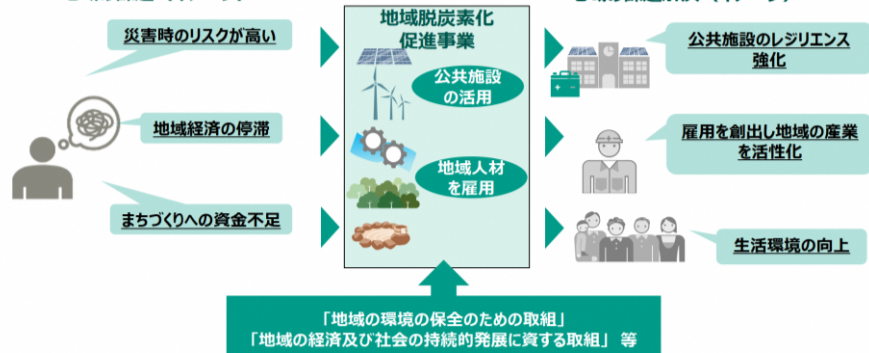 災害時のリスクが高い
地域経済の停滞
まちづくりへの資金不足
地域脱炭素化
促進事業
公共施設
の活用
地域人材
を雇用
公共施設のレジリエンス
強化
雇用を創出し地域の産業
を活性化
生活環境の向上
「地域の環境の保全のための取組」
「地域の経済及び社会の持続的発展に資する取組」 等